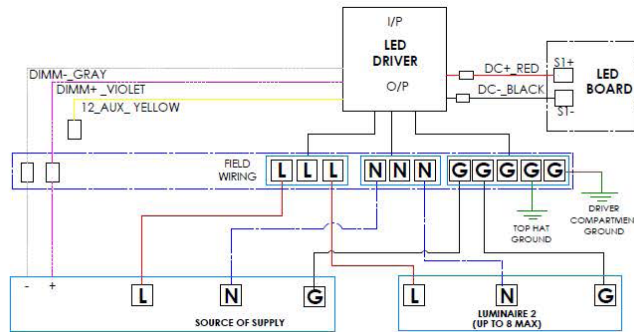 I/P
LED
DRIVER
O/P
DIMM-_GRAY
DIMM+_VIOLET
12_AUX_YELLOW
DC+_RED
DC-_BLACK
S1+
S1-
LED
BOARD
FIELD
WIRING
L L L N N N G G G G G
TOP HAT
GROUND
DRIVER
COMPARTMENT
GROUND
- +
L N G
SOURCE OF SUPPLY
L N G
LUMINAIRE 2
(UP TO 8 MAX)